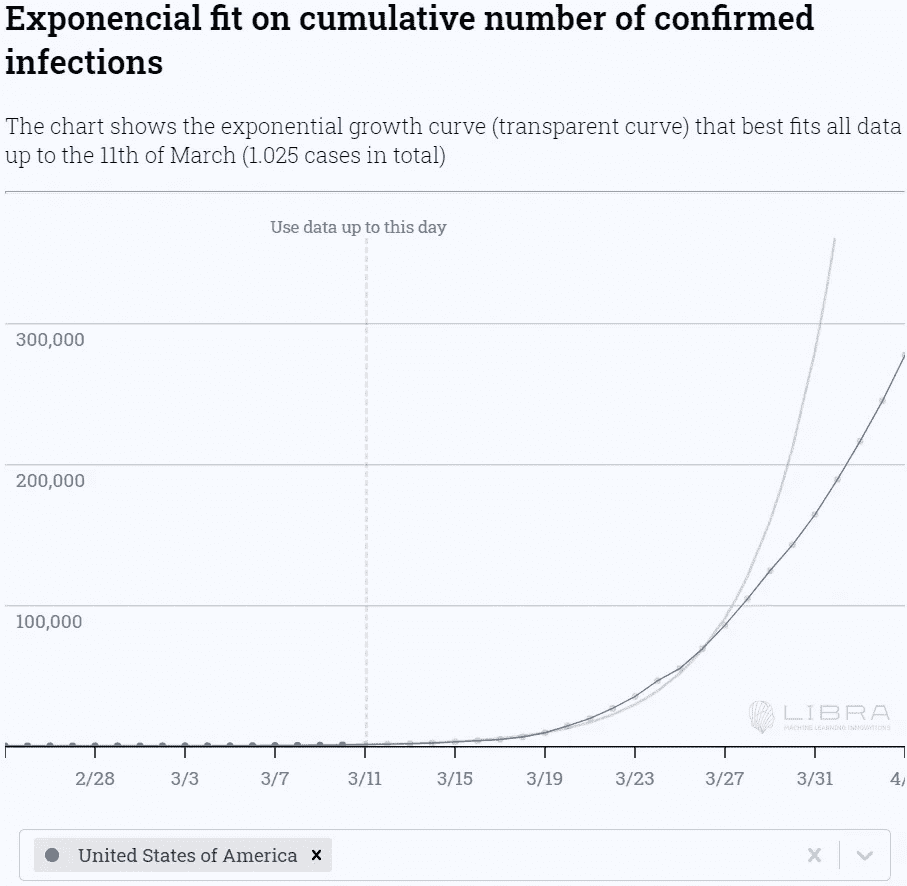 Exponencial fit on cumulative number of confirmed
infections
The chart shows the exponential growth curve (transparent curve) that best fits all data
up to the 11th of March (1.025 cases in total)
Use data up to this day
300,000
200,000
100,000
LIBRA
MACHINE LEARNING INNOVATIONS
2/28 3/3 3/7 3/11 3/15 3/19 3/23 3/27 3/31 4/
United States of America x